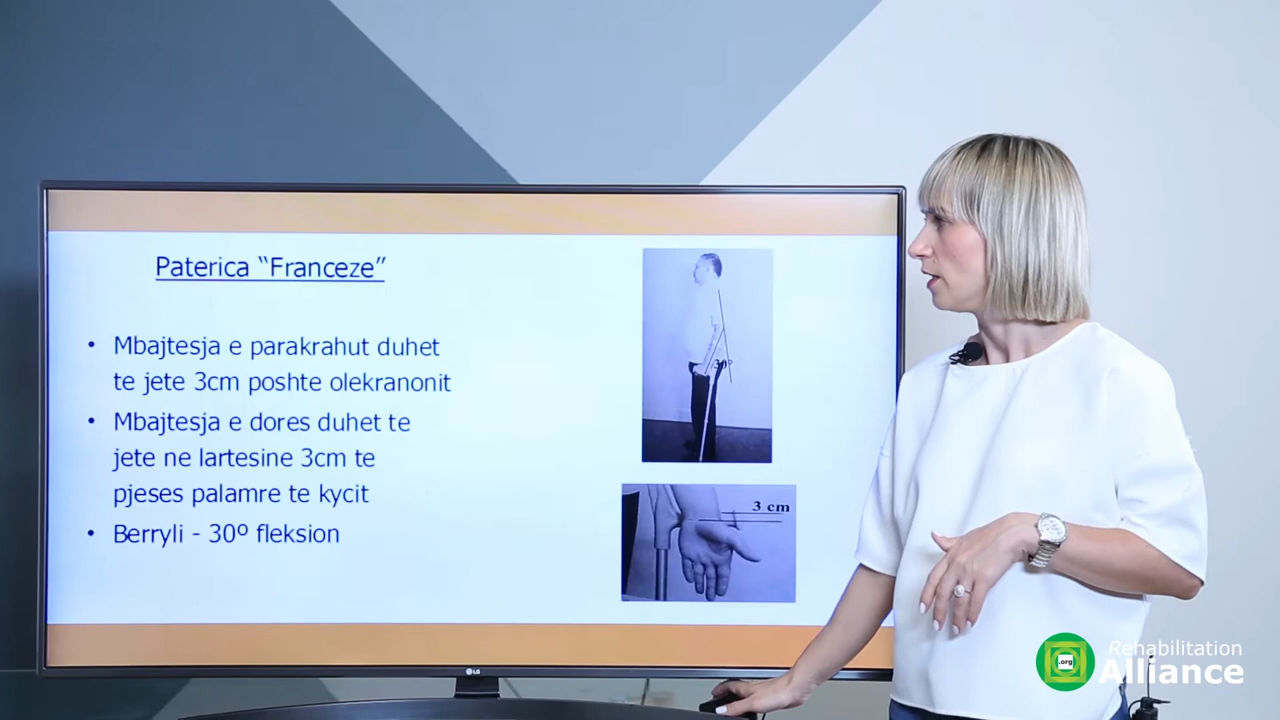 Paterica “Franceze”
• Mbajtesja e parakrahut duhet
te jete 3cm poshte olekranonit
• Mbajtesja e dores duhet te
jete ne lartesine 3cm te
pjeses palamre te kycit
• Berryli - 30º fleksion
30°
3 cm
LG
.org
Rehabilitation
Alliance